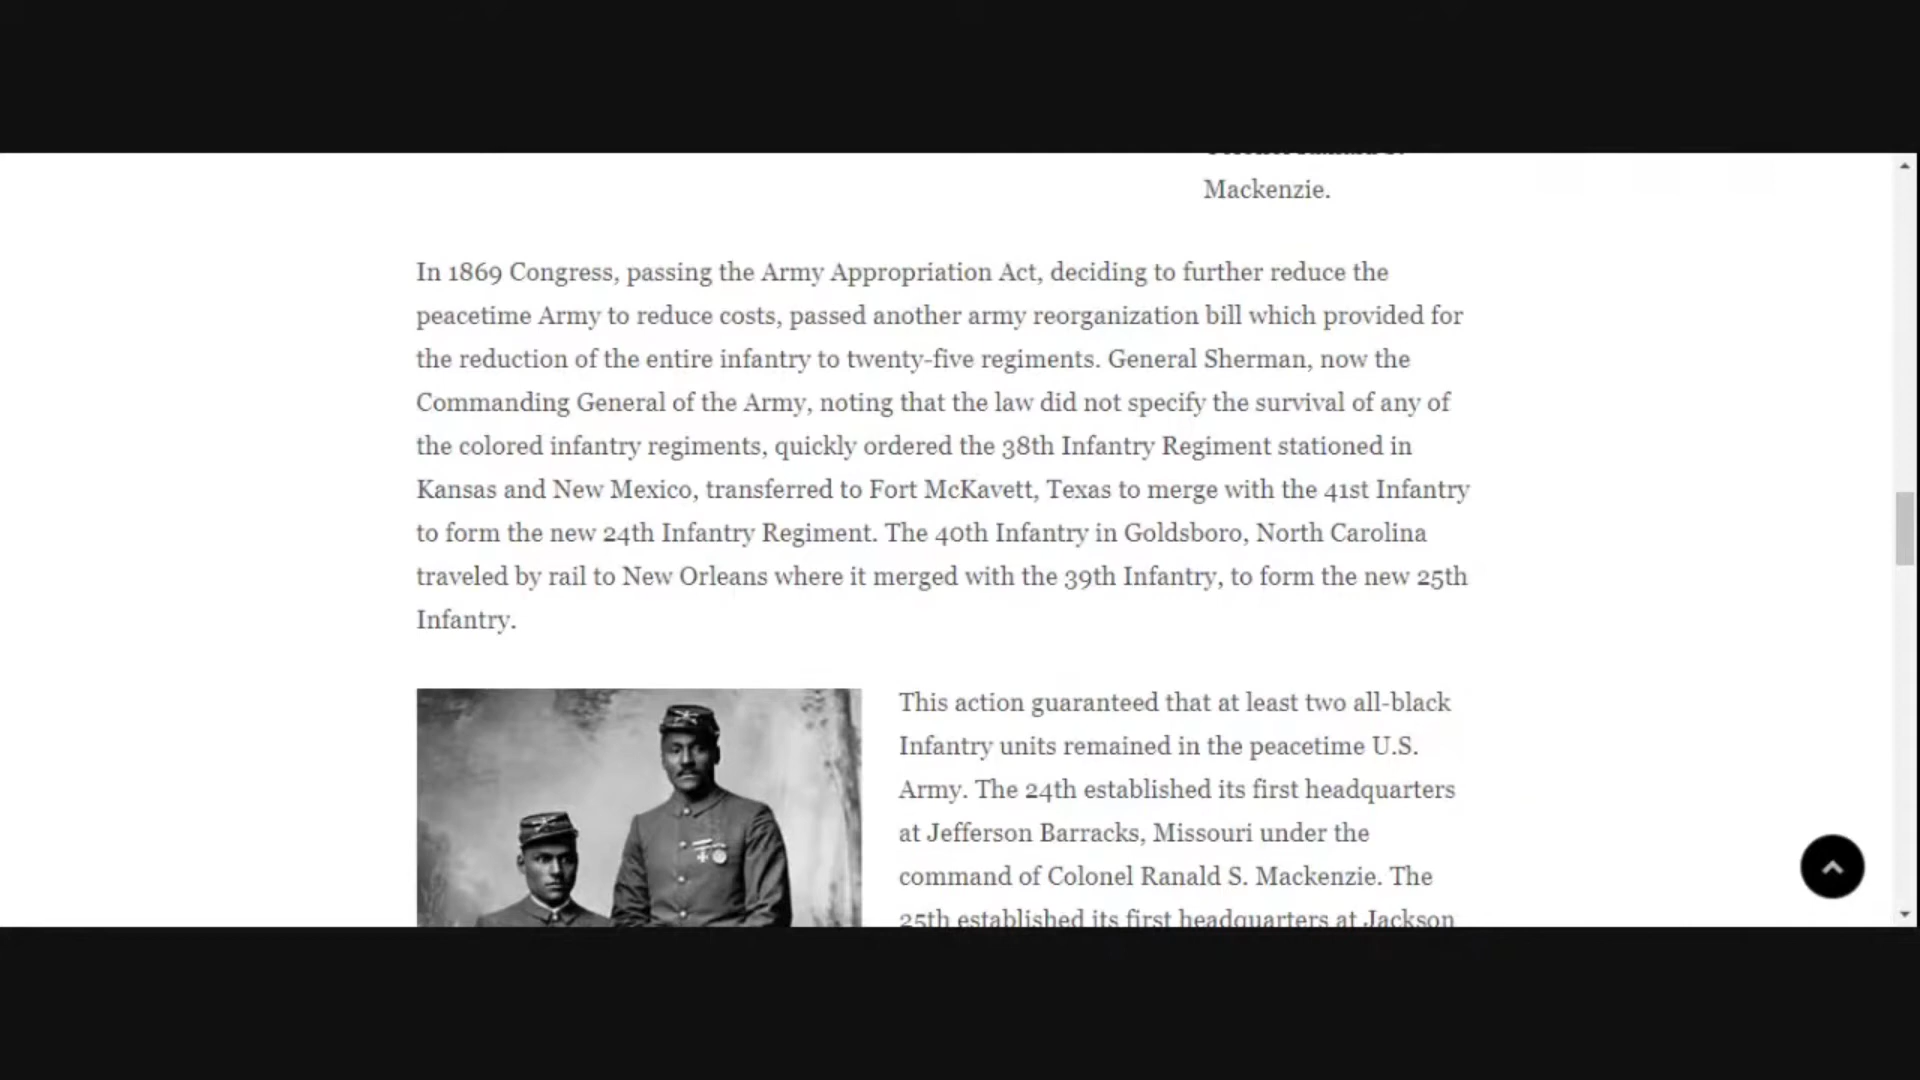 Mackenzie.
In 1869 Congress, passing the Army Appropriation Act, deciding to further reduce the
peacetime Army to reduce costs, passed another army reorganization bill which provided for
the reduction of the entire infantry to twenty-five regiments. General Sherman, now the
Commanding General of the Army, noting that the law did not specify the survival of any of
the colored infantry regiments, quickly ordered the 38th Infantry Regiment stationed in
Kansas and New Mexico, transferred to Fort McKavett, Texas to merge with the 41st Infantry
to form the new 24th Infantry Regiment. The 40th Infantry in Goldsboro, North Carolina
traveled by rail to New Orleans where it merged with the 39th Infantry, to form the new 25th
Infantry.
This action guaranteed that at least two all-black
Infantry units remained in the peacetime U.S.
Army. The 24th established its first headquarters
at Jefferson Barracks, Missouri under the
command of Colonel Ranald S. Mackenzie. The
25th established its first headquarters at Jackson